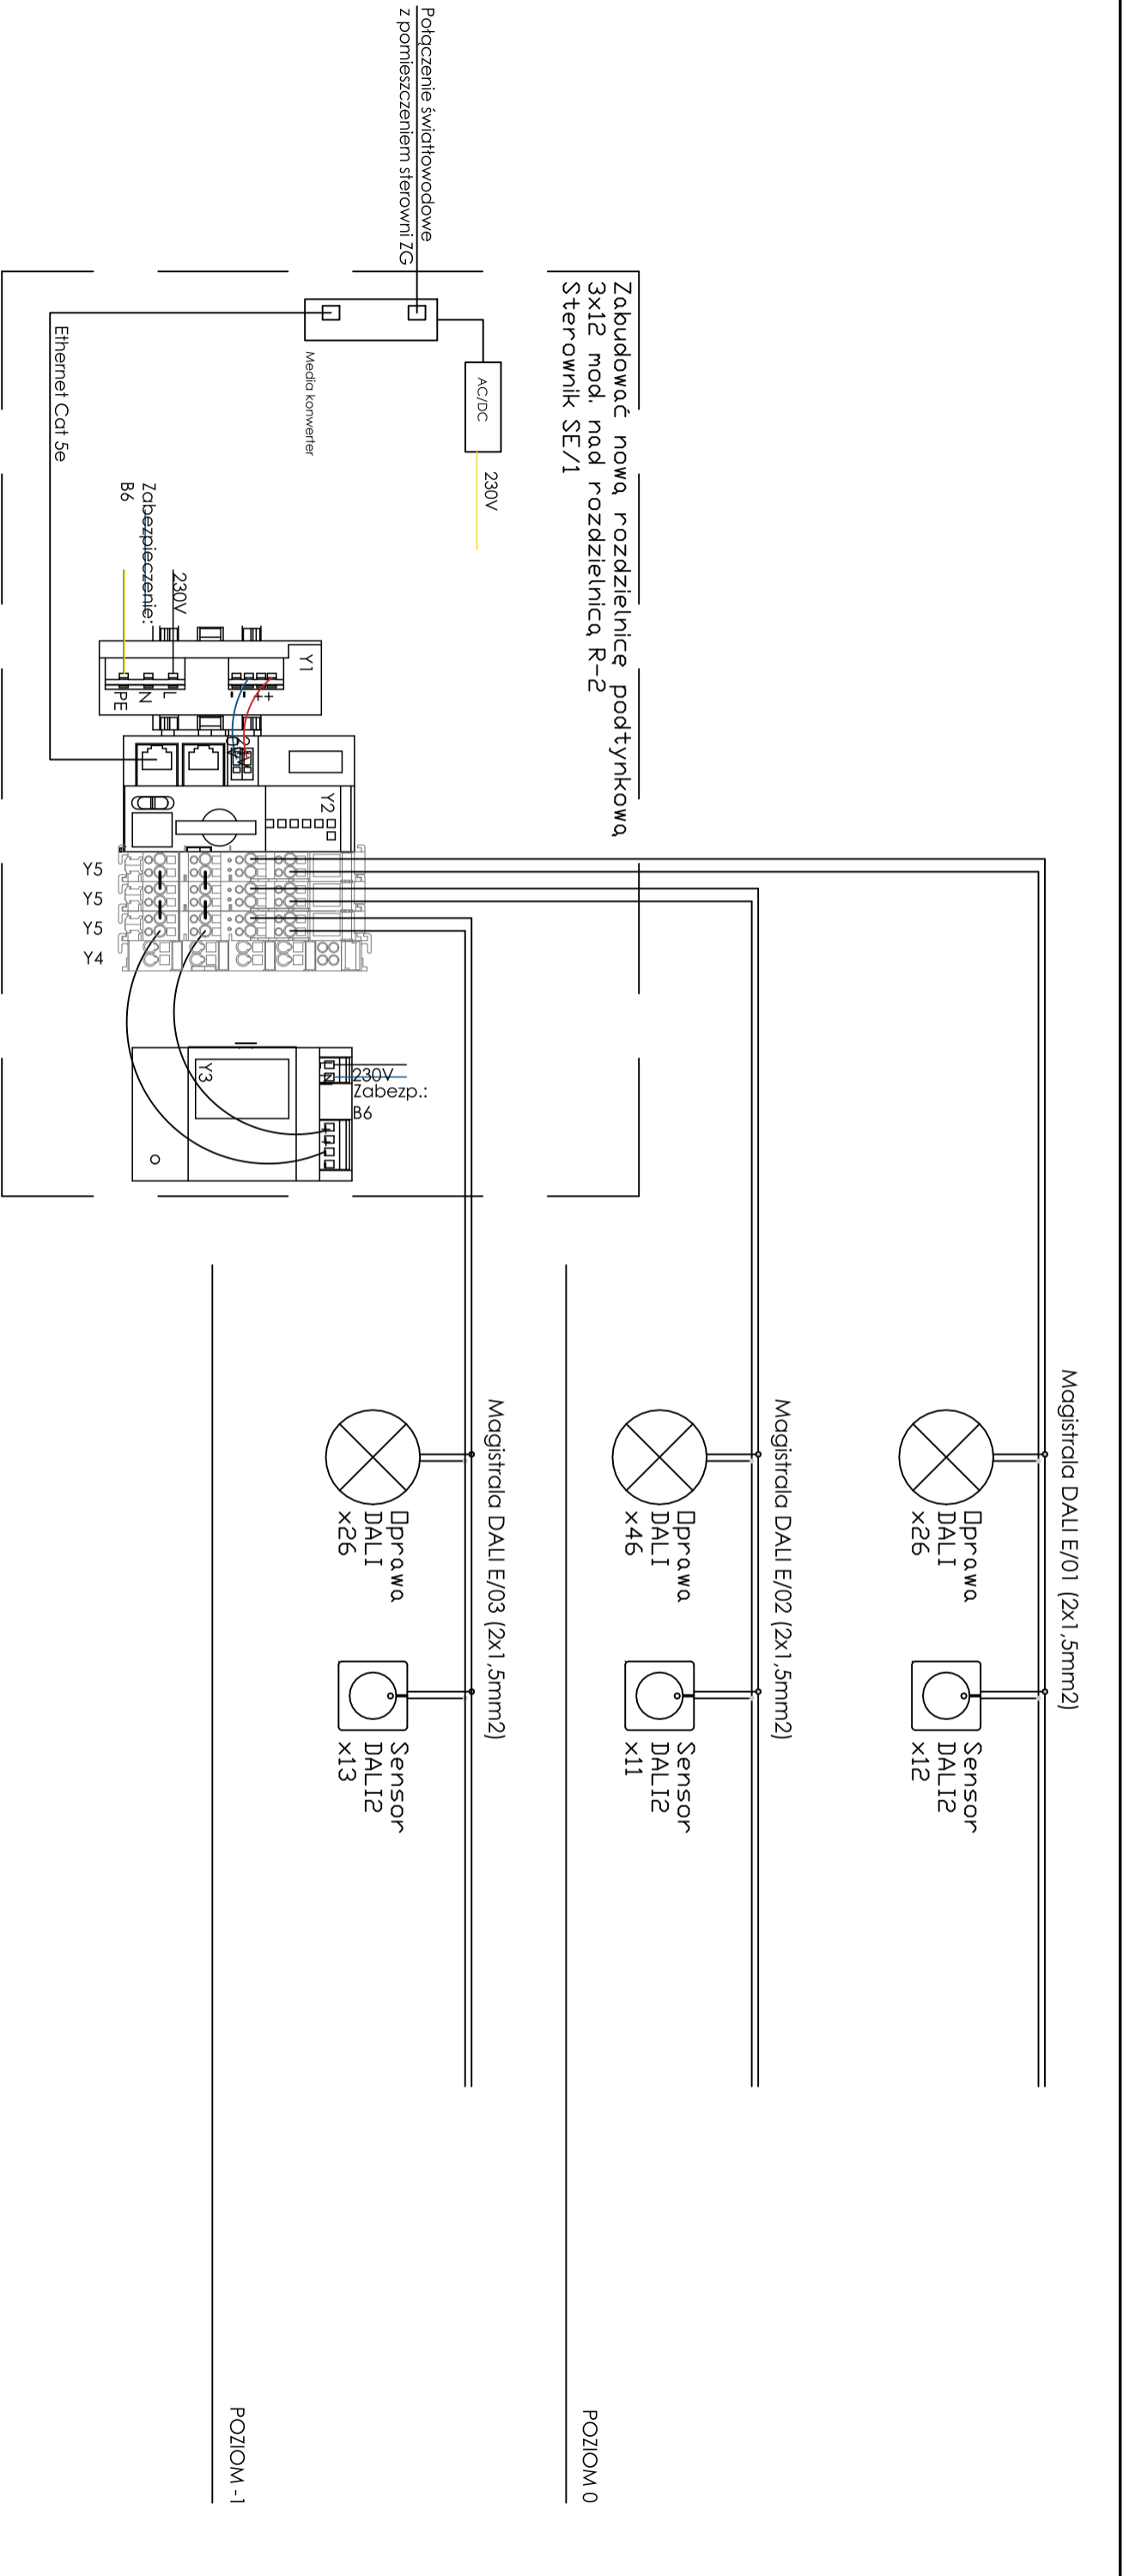 Połączenie światłowodowe
z pomieszczeniem sterowni ZG
Zabudować nową rozdzielnicę podtynkową
3x12 mod. nad rozdzielnicą R-2
Sterownik SE/1
AC/DC
230V
Media konwerter
Ethernet Cat 5e
Zabezpieczenie:
B6
230V
Y1
L
N
PE
+
+
-
-
Y2
Y5
Y5
Y5
Y4
Y3
230V
Zabezp.:
B6
Magistrala DALI E/01 (2x1,5mm2)
Oprawa
DALI
x26
Sensor
DALI2
x12
Magistrala DALI E/02 (2x1,5mm2)
Oprawa
DALI
x46
Sensor
DALI2
x11
Magistrala DALI E/03 (2x1,5mm2)
Oprawa
DALI
x26
Sensor
DALI2
x13
POZIOM 0
POZIOM -1